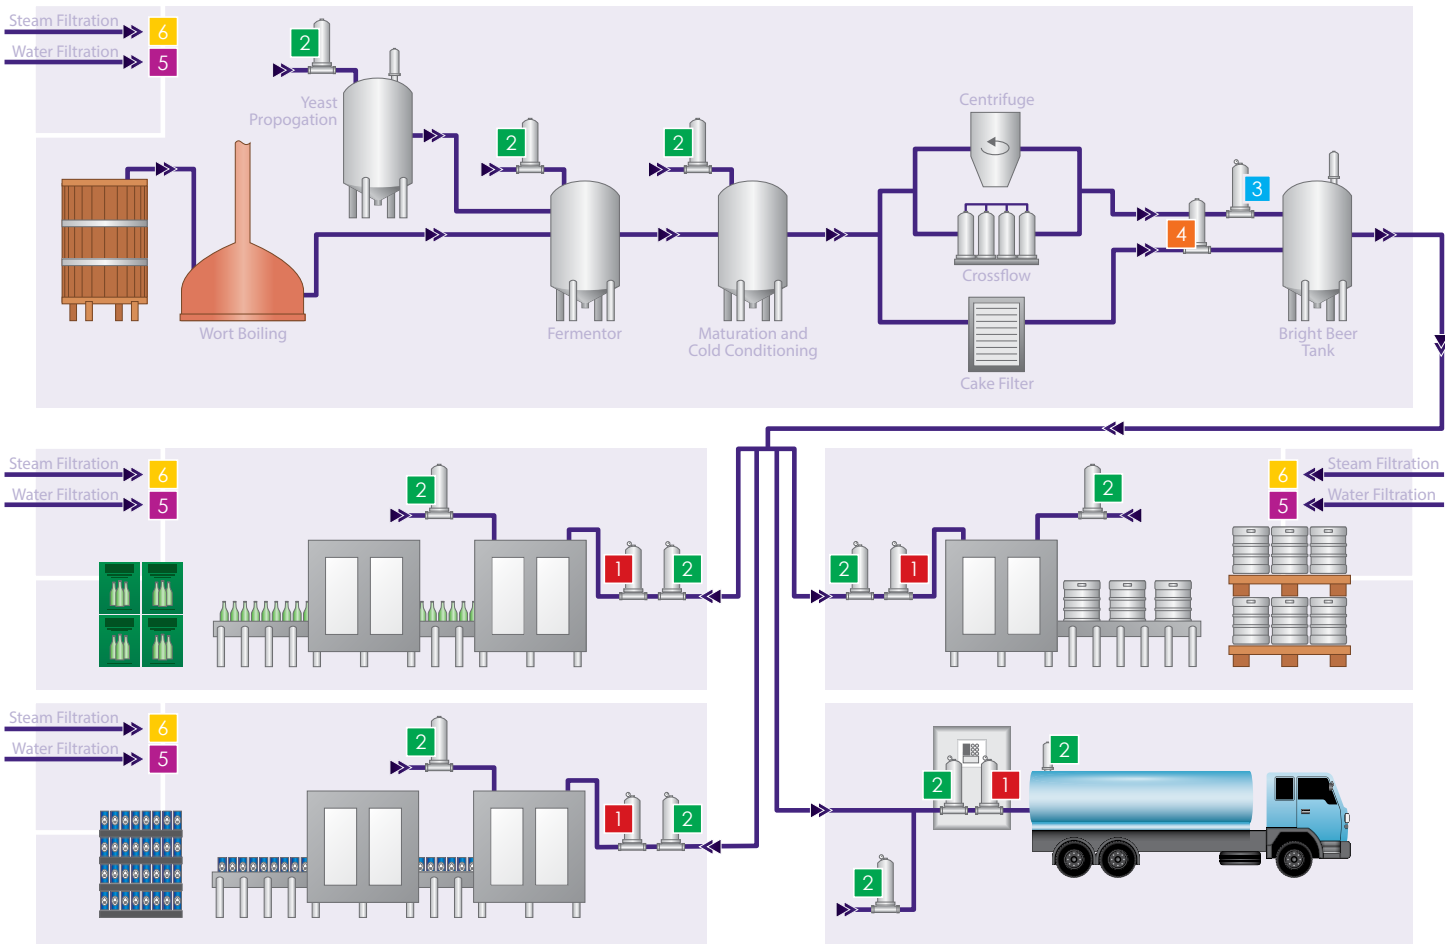 Steam Filtration
6
Water Filtration
5
2
Yeast
Propogation
2
2
Centrifuge
3
4
Crossflow
Wort Boiling
Fermentor
Maturation and
Cold Conditioning
Cake Filter
Bright Beer
Tank
Steam Filtration
6
Water Filtration
5
2
1
2
2
1
2
6
Steam Filtration
5
Water Filtration
Steam Filtration
6
Water Filtration
5
2
1
2
2
1
2
2